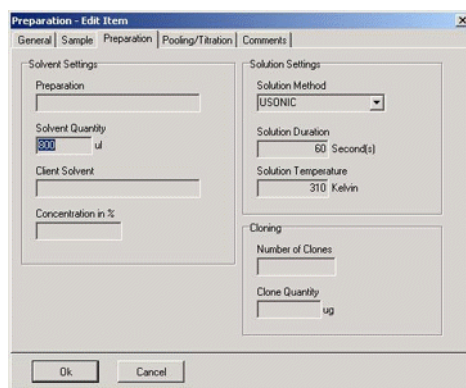 Preparation - Edit Item
General Sample Preparation Pooling/Titration Comments
Solvent Settings
Preparation
Solvent Quantity
800 ul
Client Solvent
Concentration in %
Solution Settings
Solution Method
USONIC
Solution Duration
60 Second(s)
Solution Temperature
310 Kelvin
Cloning
Number of Clones
Clone Quantity
ug
Ok Cancel